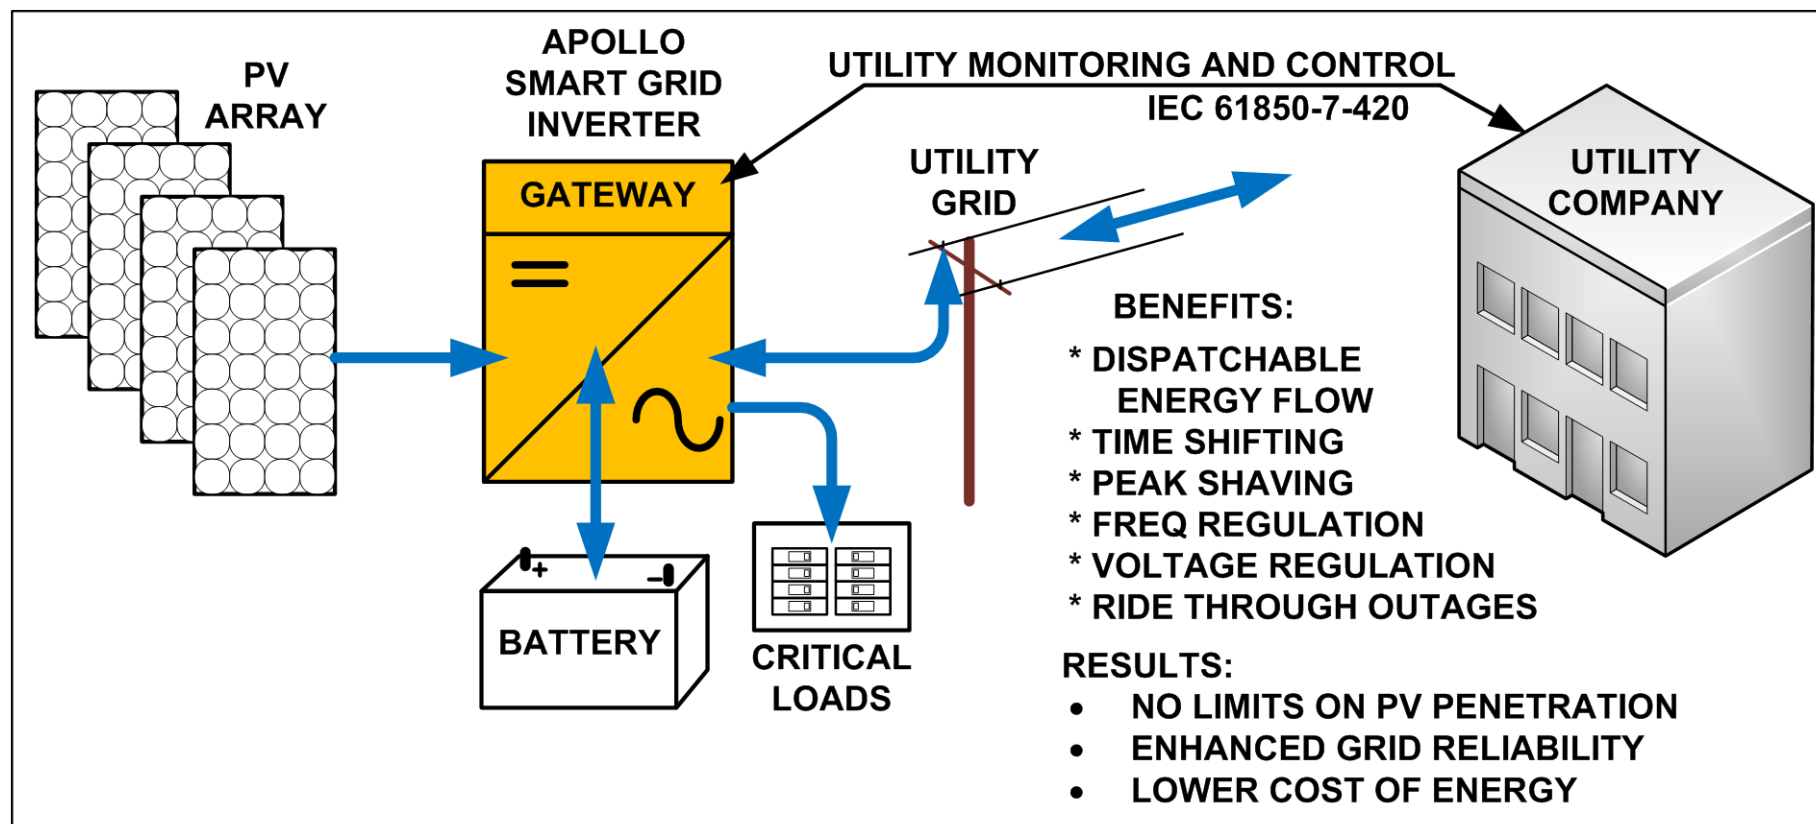 PV
ARRAY
APOLLO
SMART GRID
INVERTER
GATEWAY
UTILITY MONITORING AND CONTROL
IEC 61850-7-420
UTILITY
GRID
UTILITY
COMPANY
+
–
BATTERY
CRITICAL
LOADS
BENEFITS:
* DISPATCHABLE
ENERGY FLOW
* TIME SHIFTING
* PEAK SHAVING
* FREQ REGULATION
* VOLTAGE REGULATION
* RIDE THROUGH OUTAGES
RESULTS:
• NO LIMITS ON PV PENETRATION
• ENHANCED GRID RELIABILITY
• LOWER COST OF ENERGY